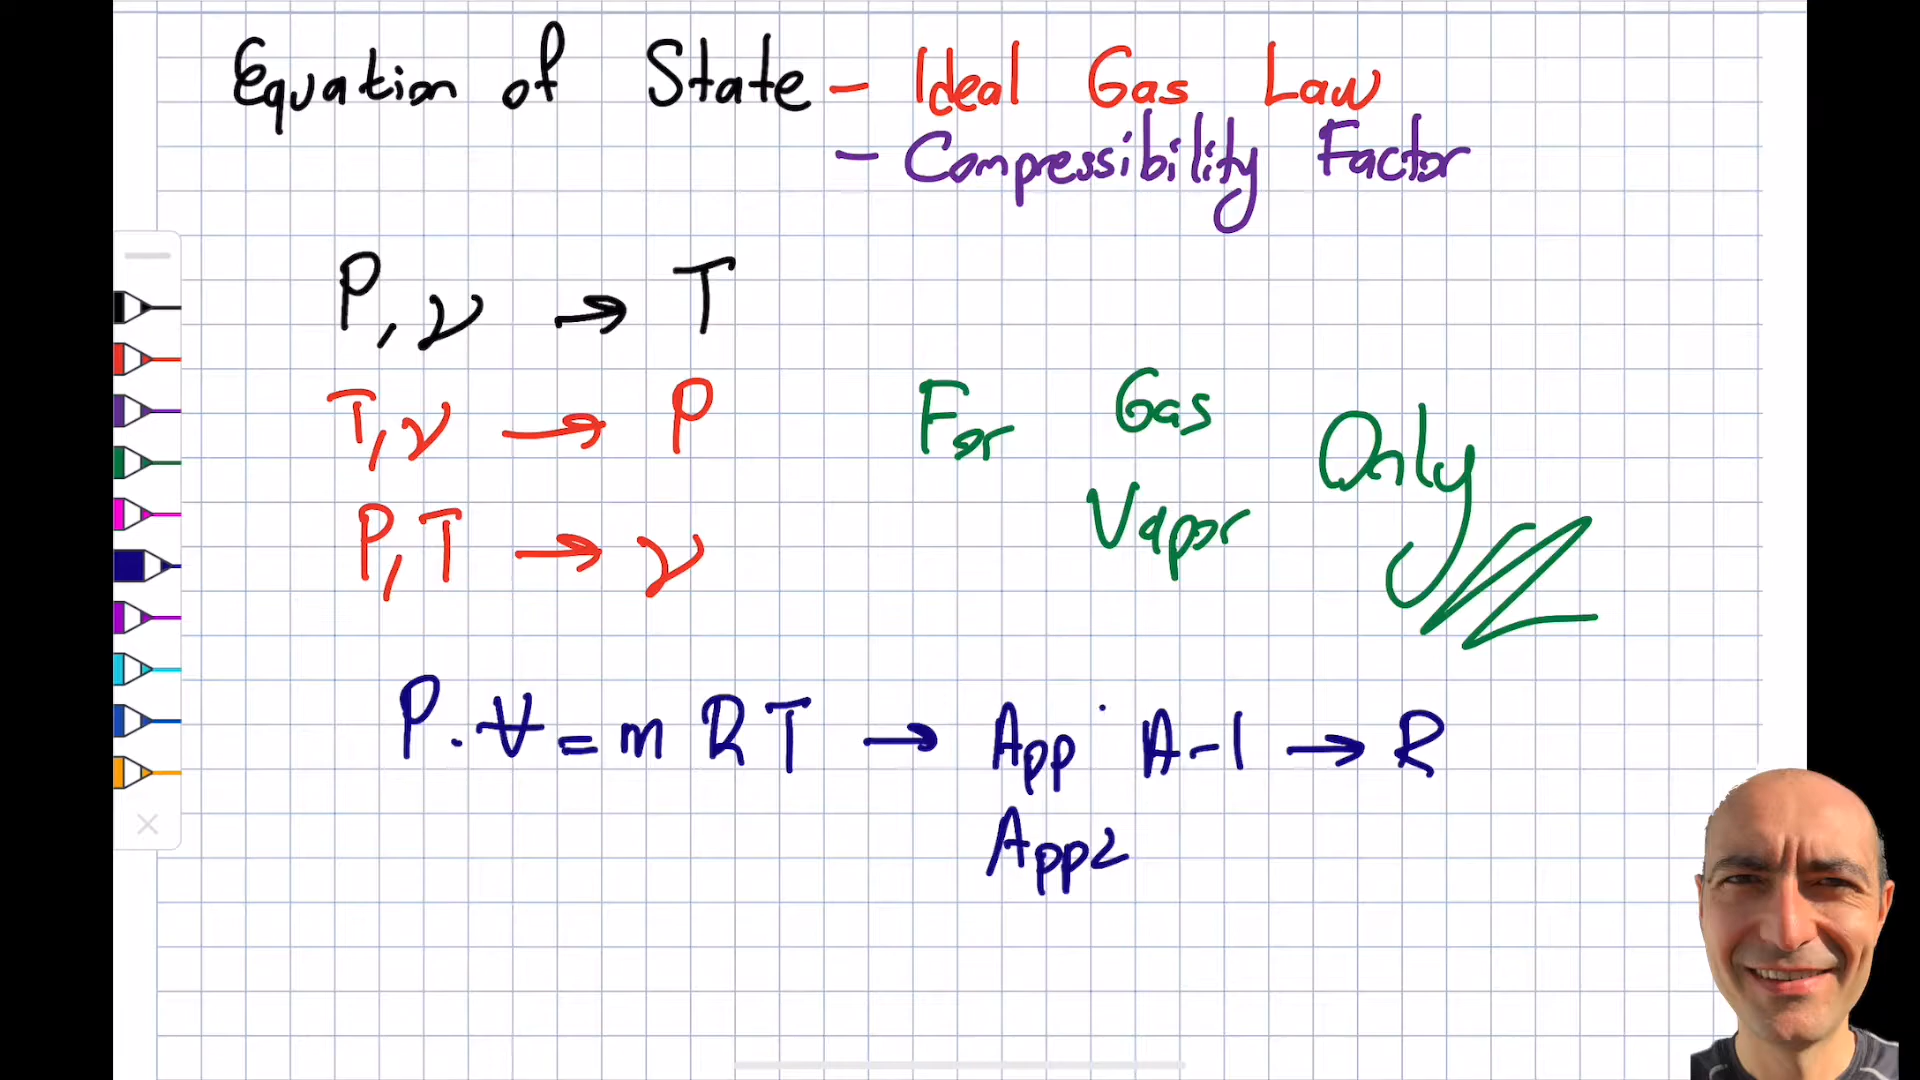 Equation of State - Ideal Gas Law
- Compressibility Factor
P, ν → T
T, ν → P
P, T → ν
For Gas Only
Vapor
P. V = m R T → App A-1 → R
App2